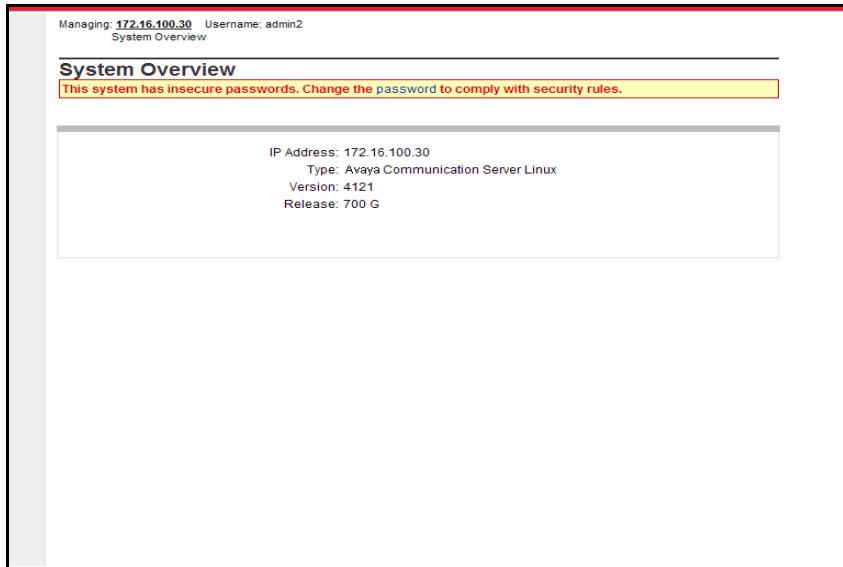 Managing: 172.16.100.30 Username: admin2
System Overview
System Overview
This system has insecure passwords. Change the password to comply with security rules.
IP Address: 172.16.100.30
Type: Avaya Communication Server Linux
Version: 4121
Release: 700 G